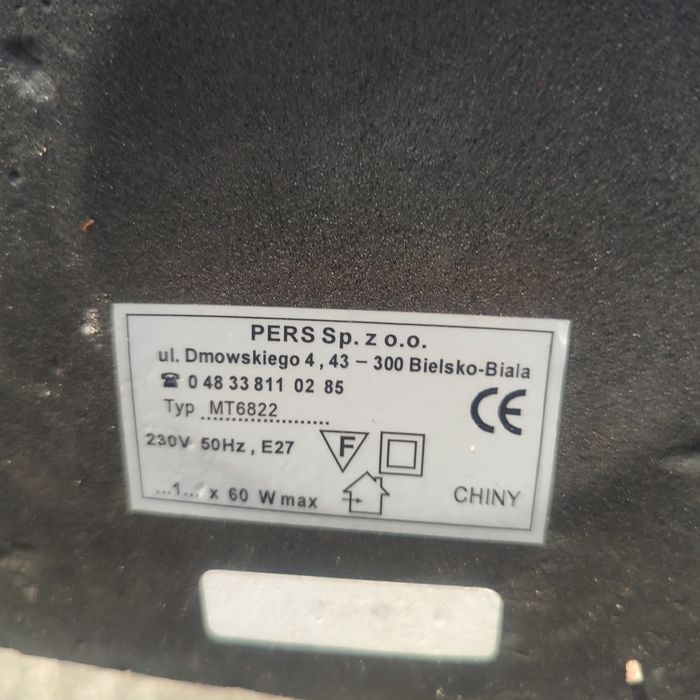 PERS Sp. z o.o.
ul. Dmowskiego 4 , 43 – 300 Bielsko-Biala
☎ 0 48 33 811 02 85
Typ MT6822
230V 50Hz , E27
F
CE
...1... x 60 W max
CHINY